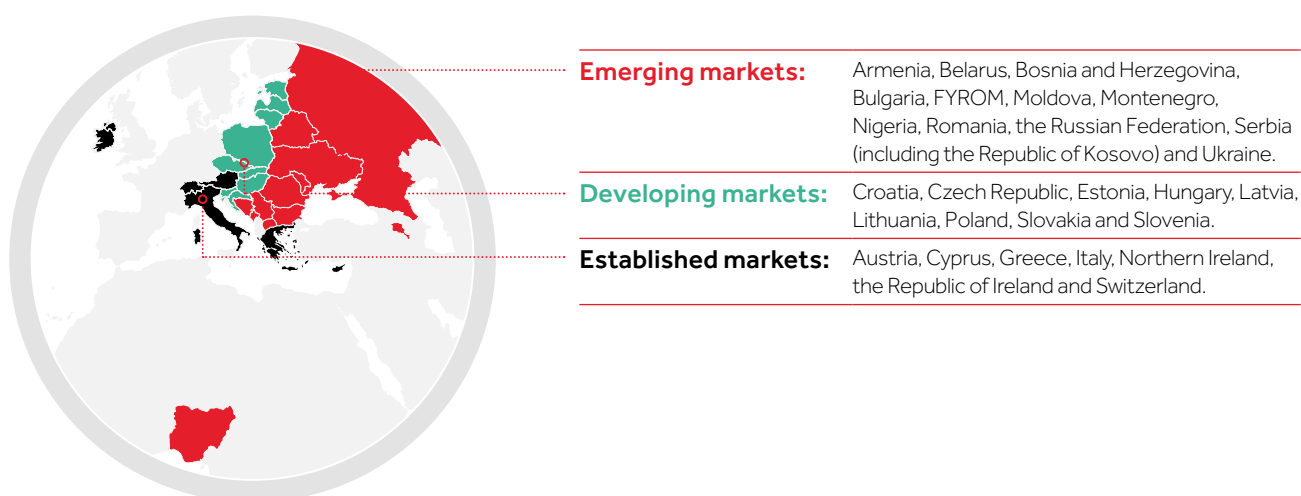 Emerging markets:
Armenia, Belarus, Bosnia and Herzegovina,
Bulgaria, FYROM, Moldova, Montenegro,
Nigeria, Romania, the Russian Federation, Serbia
(including the Republic of Kosovo) and Ukraine.
Developing markets:
Croatia, Czech Republic, Estonia, Hungary, Latvia,
Lithuania, Poland, Slovakia and Slovenia.
Established markets:
Austria, Cyprus, Greece, Italy, Northern Ireland,
the Republic of Ireland and Switzerland.